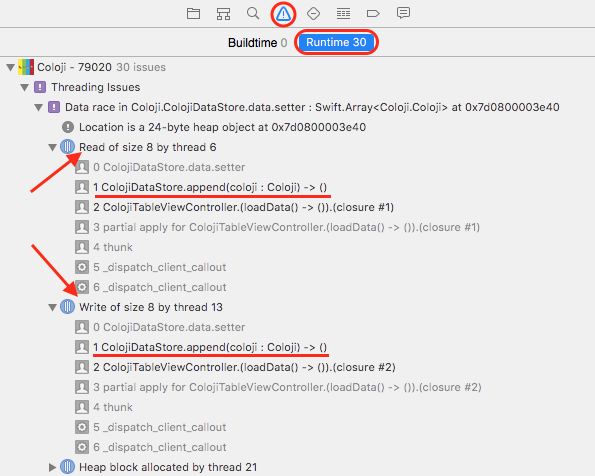 Buildtime 0 Runtime 30
Coloji - 79020 30 issues
Threading Issues
Data race in Coloji.ColojiDataStore.data.setter : Swift.Array<Coloji.Coloji> at 0x7d0800003e40
Location is a 24-byte heap object at 0x7d0800003e40
Read of size 8 by thread 6
0 ColojiDataStore.data.setter
1 ColojiDataStore.append(coloji : Coloji) -> ()
2 ColojiTableViewController.(loadData() -> ()).(closure #1)
3 partial apply for ColojiTableViewController.(loadData() -> ()).(closure #1)
4 thunk
5 _dispatch_client_callout
6 _dispatch_client_callout
Write of size 8 by thread 13
0 ColojiDataStore.data.setter
1 ColojiDataStore.append(coloji : Coloji) -> ()
2 ColojiTableViewController.(loadData() -> ()).(closure #2)
3 partial apply for ColojiTableViewController.(loadData() -> ()).(closure #2)
4 thunk
5 _dispatch_client_callout
6 _dispatch_client_callout
Heap block allocated by thread 21